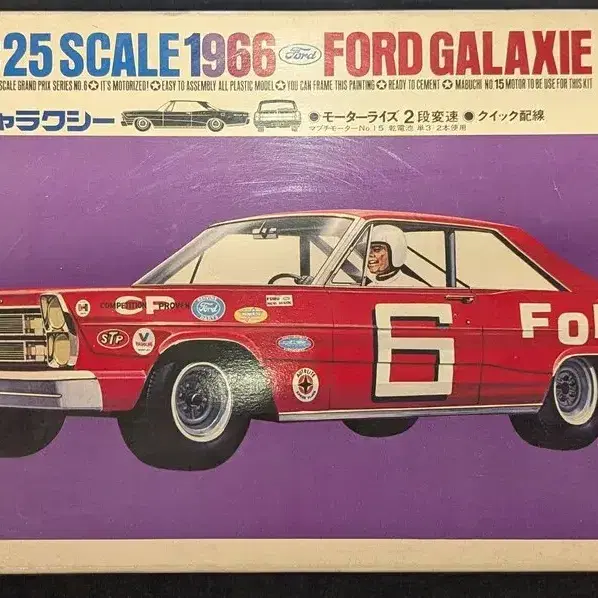 25 SCALE 1966 Ford FORD GALAXIE
SCALE GRAND PRIX SERIES NO.6 ✪ IT'S MOTORIZED! ✪ EASY TO ASSEMBLY ALL PLASTIC MODEL ✪ YOU CAN FRAME THIS PAINTING ✪ READY TO CEMENT ✪ MABUCHI NO.15 MOTOR TO BE USE FOR THIS KIT
ャラクシー
●モーターライズ2段変速 ●クイック配線
マブチモーターNo.15 乾電池 単3・2本使用
COMPETITION PROVEN
Ford
STP
V
6
For